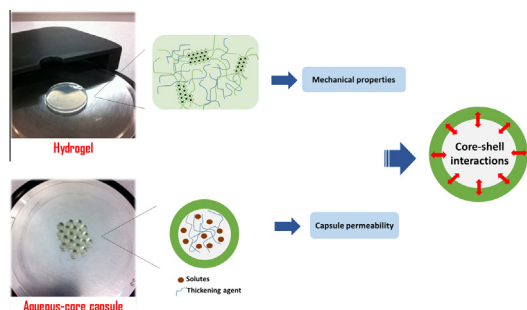 Mechanical properties
Hydrogel
Core-shell
interactions
Capsule permeability
Solutes
Thickening agent
Aqueous-core capsule